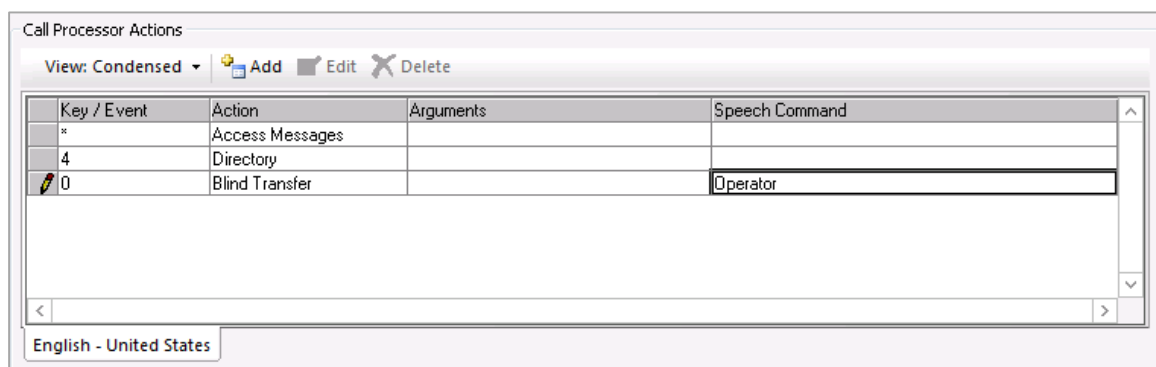 Call Processor Actions
View: Condensed Add Edit Delete
Key / Event Action Arguments Speech Command
* Access Messages
4 Directory
0 Blind Transfer Operator
English - United States